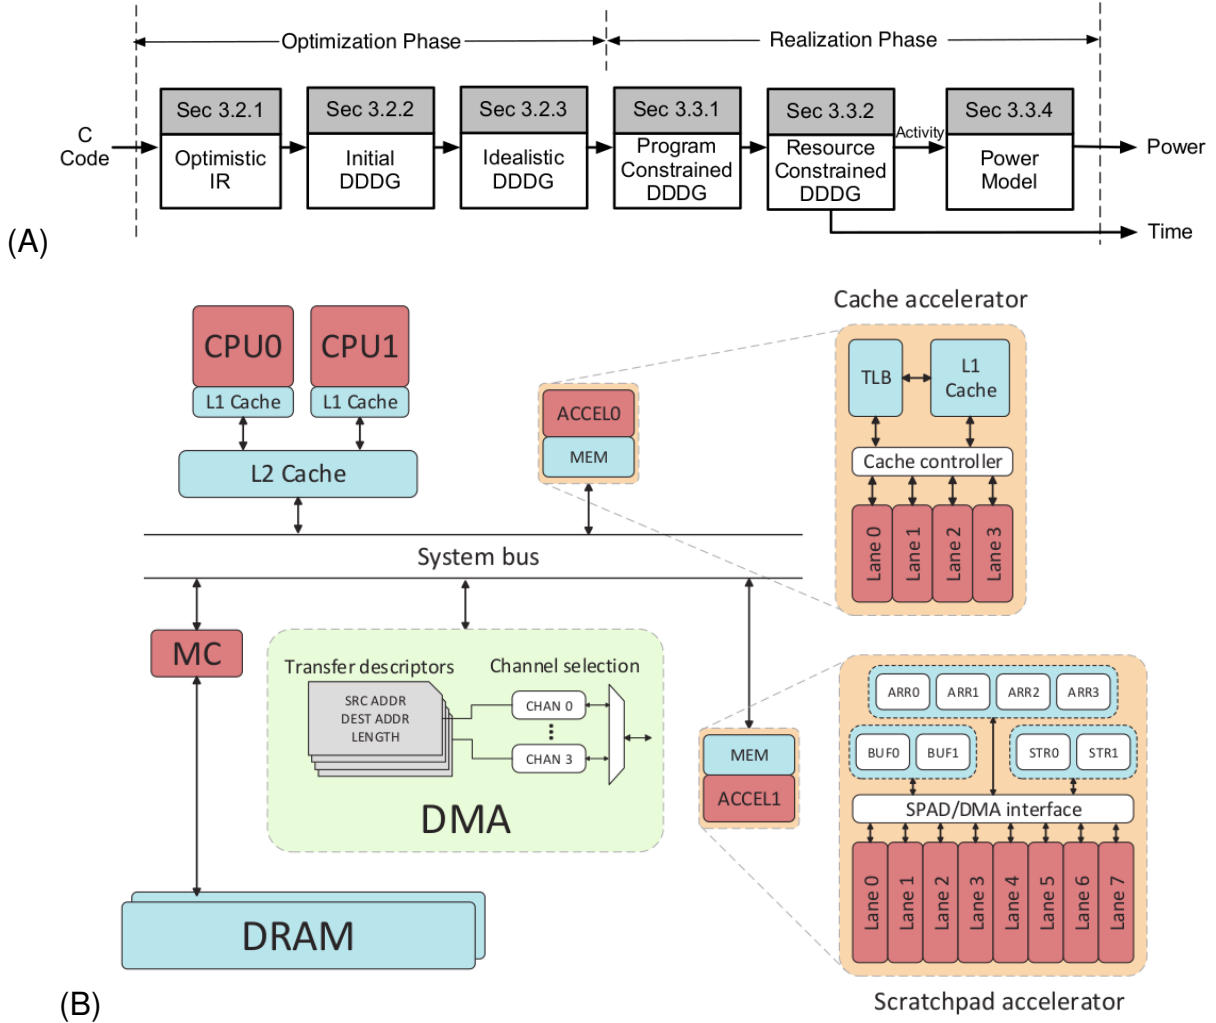 Optimization Phase
Realization Phase
C
Code
Sec 3.2.1
Optimistic
IR
Sec 3.2.2
Initial
DDDG
Sec 3.2.3
Idealistic
DDDG
Sec 3.3.1
Program
Constrained
DDDG
Sec 3.3.2
Resource
Constrained
DDDG
Activity
Sec 3.3.4
Power
Model
Power
Time
(A)
CPU0
L1 Cache
CPU1
L1 Cache
L2 Cache
ACCEL0
MEM
System bus
Cache accelerator
TLB
L1
Cache
Cache controller
Lane 0
Lane 1
Lane 2
Lane 3
MC
DRAM
Transfer descriptors
SRC ADDR
DEST ADDR
LENGTH
Channel selection
CHAN 0
CHAN 3
DMA
MEM
ACCEL1
ARR0
ARR1
ARR2
ARR3
BUF0
BUF1
STR0
STR1
SPAD/DMA interface
Lane 0
Lane 1
Lane 2
Lane 3
Lane 4
Lane 5
Lane 6
Lane 7
Scratchpad accelerator
(B)